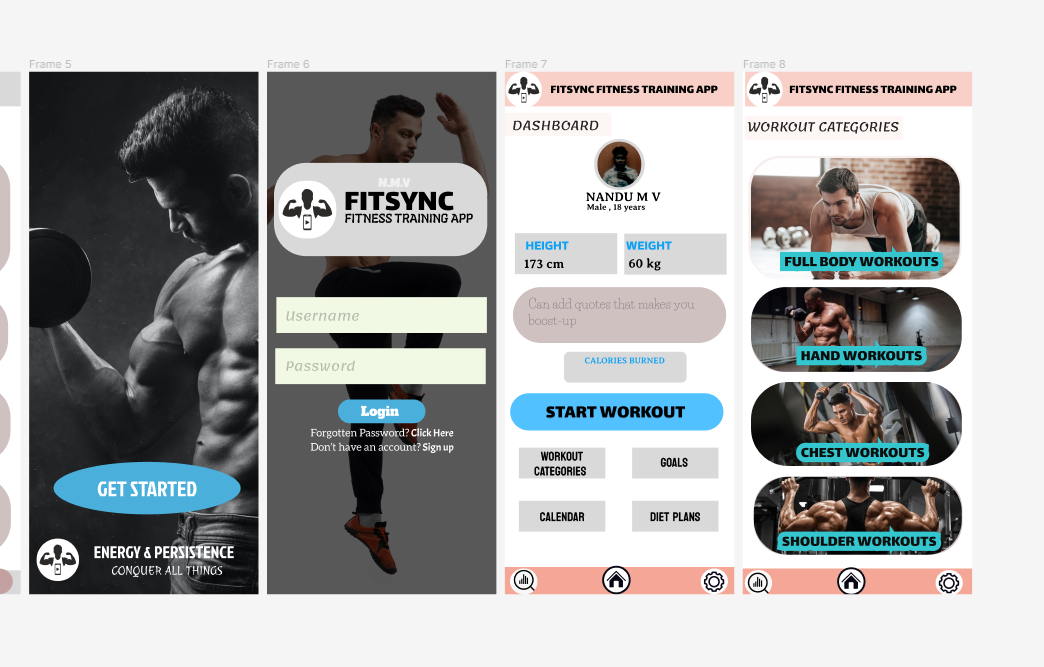 Frame 5
GET STARTED
ENERGY & PERSISTENCE
CONQUER ALL THINGS
Frame 6
N.M.V
FITSYNC
FITNESS TRAINING APP
Username
Password
Login
Forgotten Password? Click Here
Don't have an account? Sign up
Frame 7
FITSYNC FITNESS TRAINING APP
DASHBOARD
NANDU M V
Male , 18 years
HEIGHT
173 cm
WEIGHT
60 kg
Can add quotes that makes you
boost-up
CALORIES BURNED
START WORKOUT
WORKOUT
CATEGORIES
GOALS
CALENDAR
DIET PLANS
Frame 8
FITSYNC FITNESS TRAINING APP
WORKOUT CATEGORIES
FULL BODY WORKOUTS
HAND WORKOUTS
CHEST WORKOUTS
SHOULDER WORKOUTS